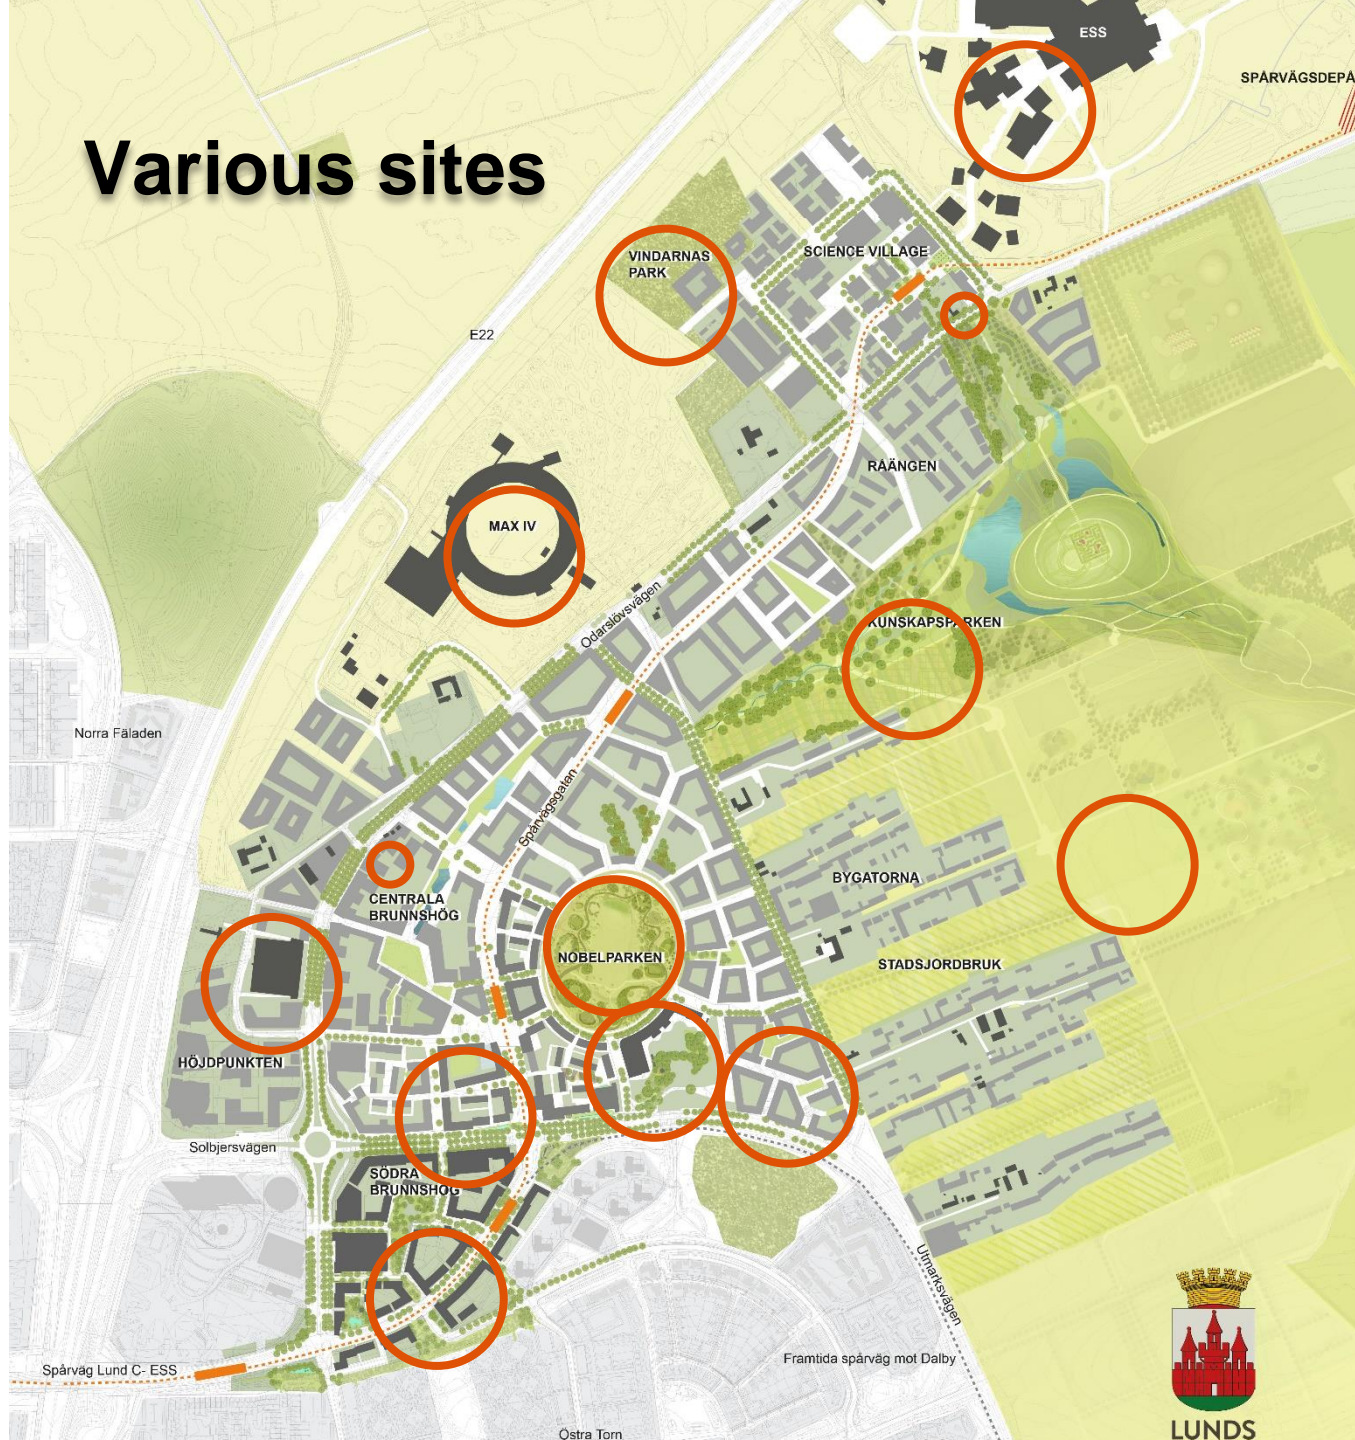 ESS
SPÅRVÄGSDEPÅ
Various sites
VINDARNAS
PARK
SCIENCE VILLAGE
E22
RÅÄNGEN
MAX IV
Odarslövsvägen
KUNSKAPSPARKEN
Norra Fäladen
Spårvägsgatan
BYGATORNA
CENTRALA
BRUNNSHÖG
NOBELPARKEN
STADSJORDBRUK
HÖJDPUNKTEN
Solbjersvägen
SÖDRA
BRUNNSHÖG
Utmarksvägen
Spårväg Lund C- ESS
Framtida spårväg mot Dalby
Östra Torn
LUNDS